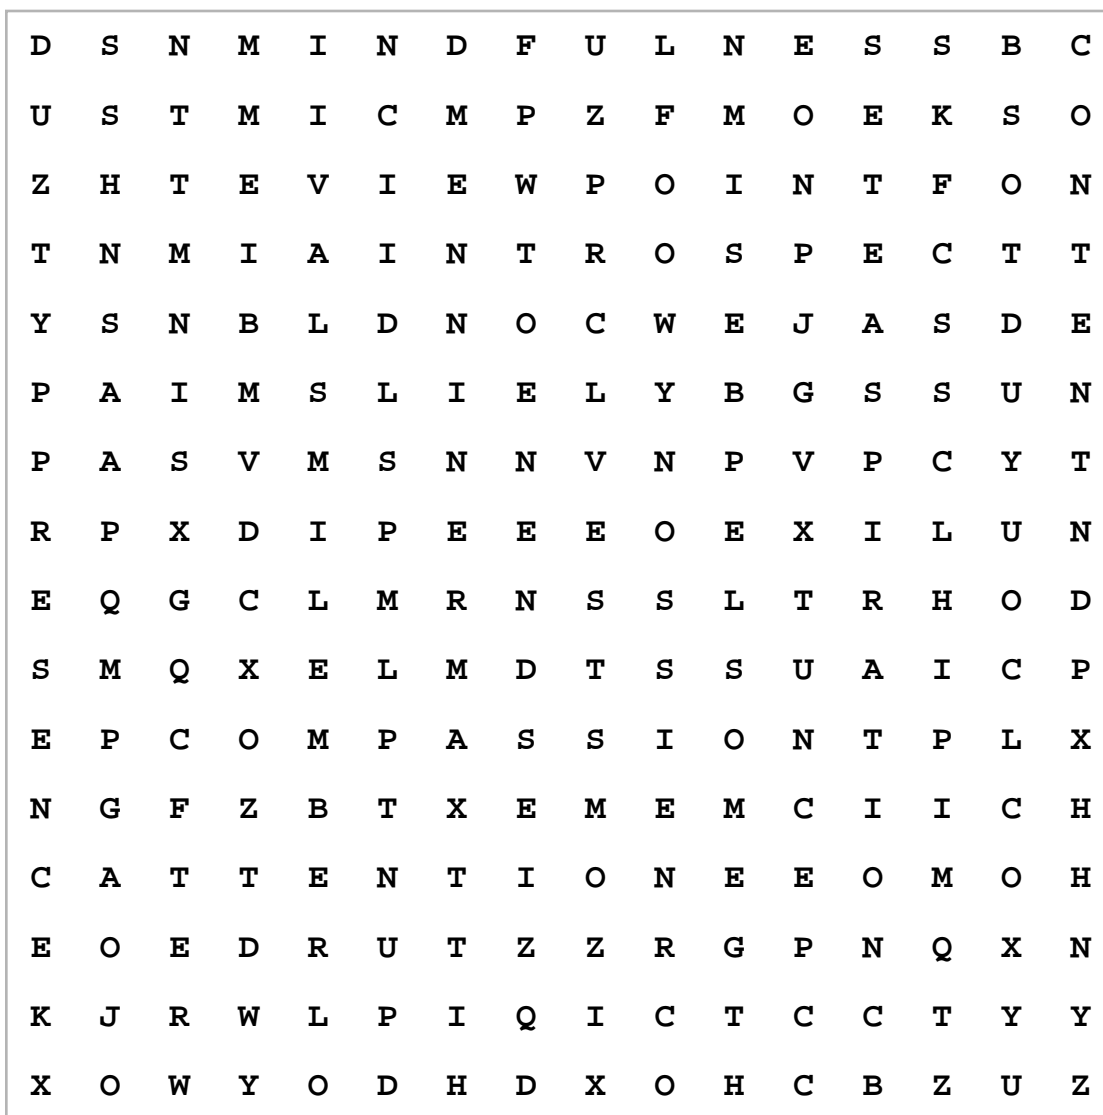 D S N M I N D F U L N E S S B C
U S T M I C M P Z F M O E K S O
Z H T E V I E W P O I N T F O N
T N M I A I N T R O S P E C T T
Y S N B L D N O C W E J A S D E
P A I M S L I E L Y B G S S U N
P A S V M S N N V N P V P C Y T
R P X D I P E E E O E X I L U N
E Q G C L M R N S S L T R H O D
S M Q X E L M D T S S U A I C P
E P C O M P A S S I O N T P L X
N G F Z B T X E M E M C I I C H
C A T T E N T I O N E E O M O H
E O E D R U T Z Z R G P N Q X N
K J R W L P I Q I C T C C T Y Y
X O W Y O D H D X O H C B Z U Z